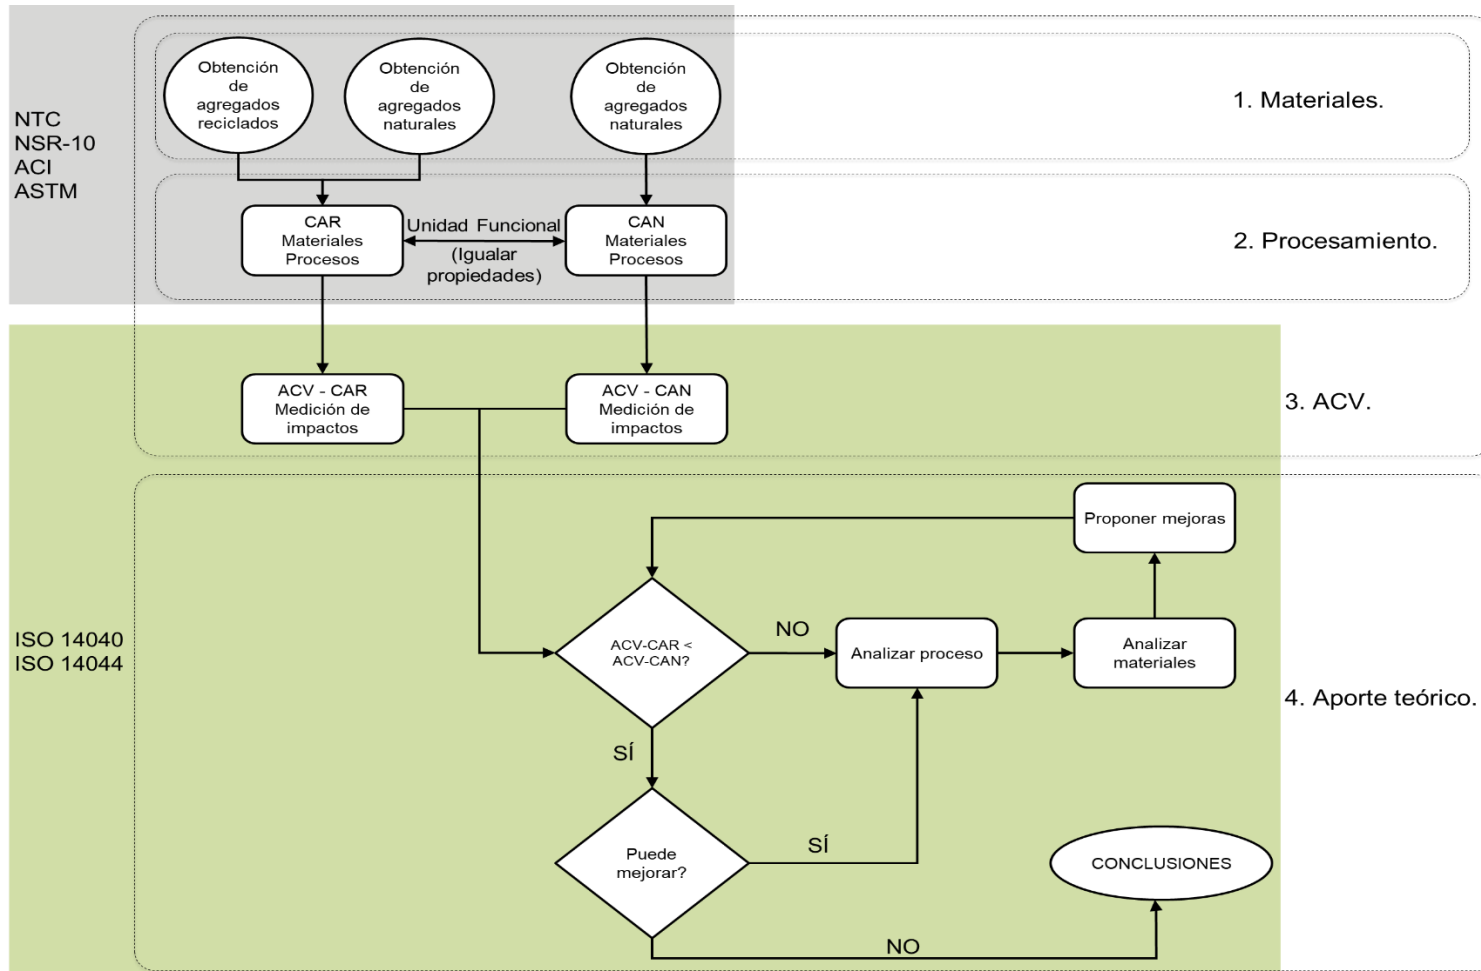 Obtención
de
agregados
reciclados
Obtención
de
agregados
naturales
Obtención
de
agregados
naturales
1. Materiales.
NTC
NSR-10
ACI
ASTM
CAR
Materiales
Procesos
Unidad Funcional
(Igualar
propiedades)
CAN
Materiales
Procesos
2. Procesamiento.
ACV - CAR
Medición de
impactos
ACV - CAN
Medición de
impactos
3. ACV.
Proponer mejoras
ISO 14040
ISO 14044
ACV-CAR <
ACV-CAN?
NO
Analizar proceso
Analizar
materiales
4. Aporte teórico.
SÍ
Puede
mejorar?
SÍ
CONCLUSIONES
NO